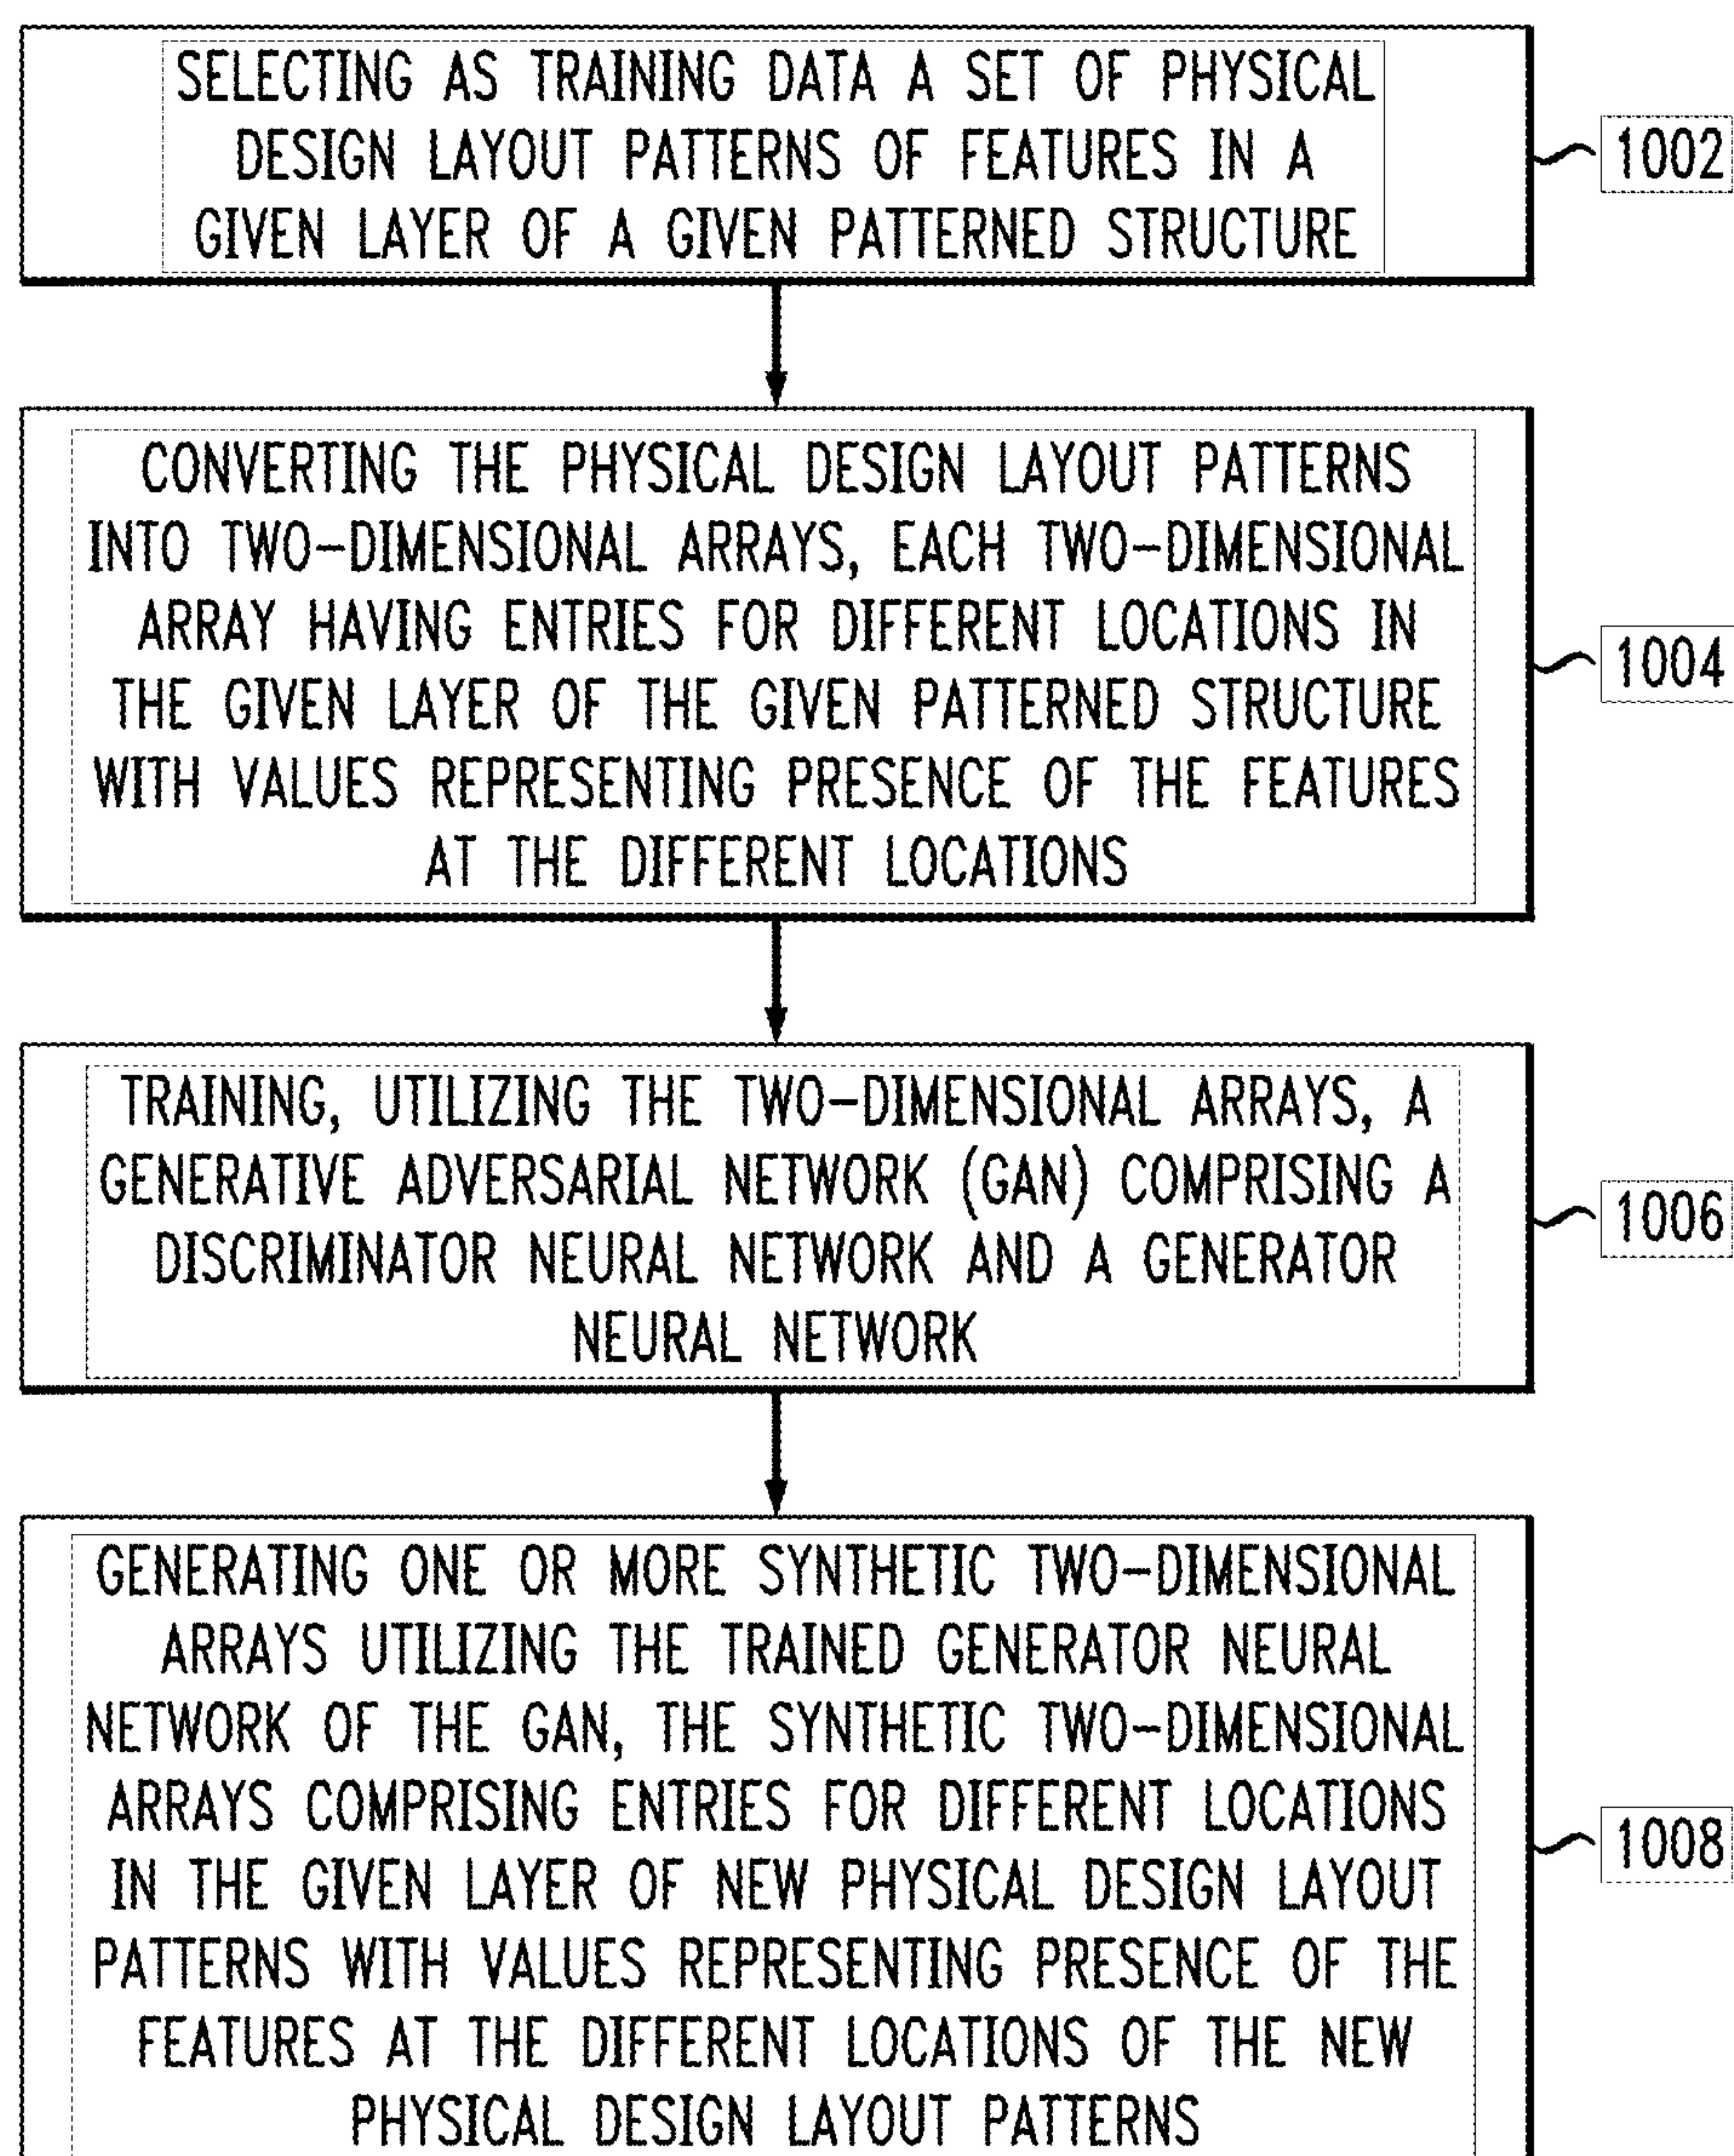 SELECTING AS TRAINING DATA A SET OF PHYSICAL
DESIGN LAYOUT PATTERNS OF FEATURES IN A
GIVEN LAYER OF A GIVEN PATTERNED STRUCTURE
1002
CONVERTING THE PHYSICAL DESIGN LAYOUT PATTERNS
INTO TWO-DIMENSIONAL ARRAYS, EACH TWO-DIMENSIONAL
ARRAY HAVING ENTRIES FOR DIFFERENT LOCATIONS IN
THE GIVEN LAYER OF THE GIVEN PATTERNED STRUCTURE
WITH VALUES REPRESENTING PRESENCE OF THE FEATURES
AT THE DIFFERENT LOCATIONS
1004
TRAINING, UTILIZING THE TWO-DIMENSIONAL ARRAYS, A
GENERATIVE ADVERSARIAL NETWORK (GAN) COMPRISING A
DISCRIMINATOR NEURAL NETWORK AND A GENERATOR
NEURAL NETWORK
1006
GENERATING ONE OR MORE SYNTHETIC TWO-DIMENSIONAL
ARRAYS UTILIZING THE TRAINED GENERATOR NEURAL
NETWORK OF THE GAN, THE SYNTHETIC TWO-DIMENSIONAL
ARRAYS COMPRISING ENTRIES FOR DIFFERENT LOCATIONS
IN THE GIVEN LAYER OF NEW PHYSICAL DESIGN LAYOUT
PATTERNS WITH VALUES REPRESENTING PRESENCE OF THE
FEATURES AT THE DIFFERENT LOCATIONS OF THE NEW
PHYSICAL DESIGN LAYOUT PATTERNS
1008